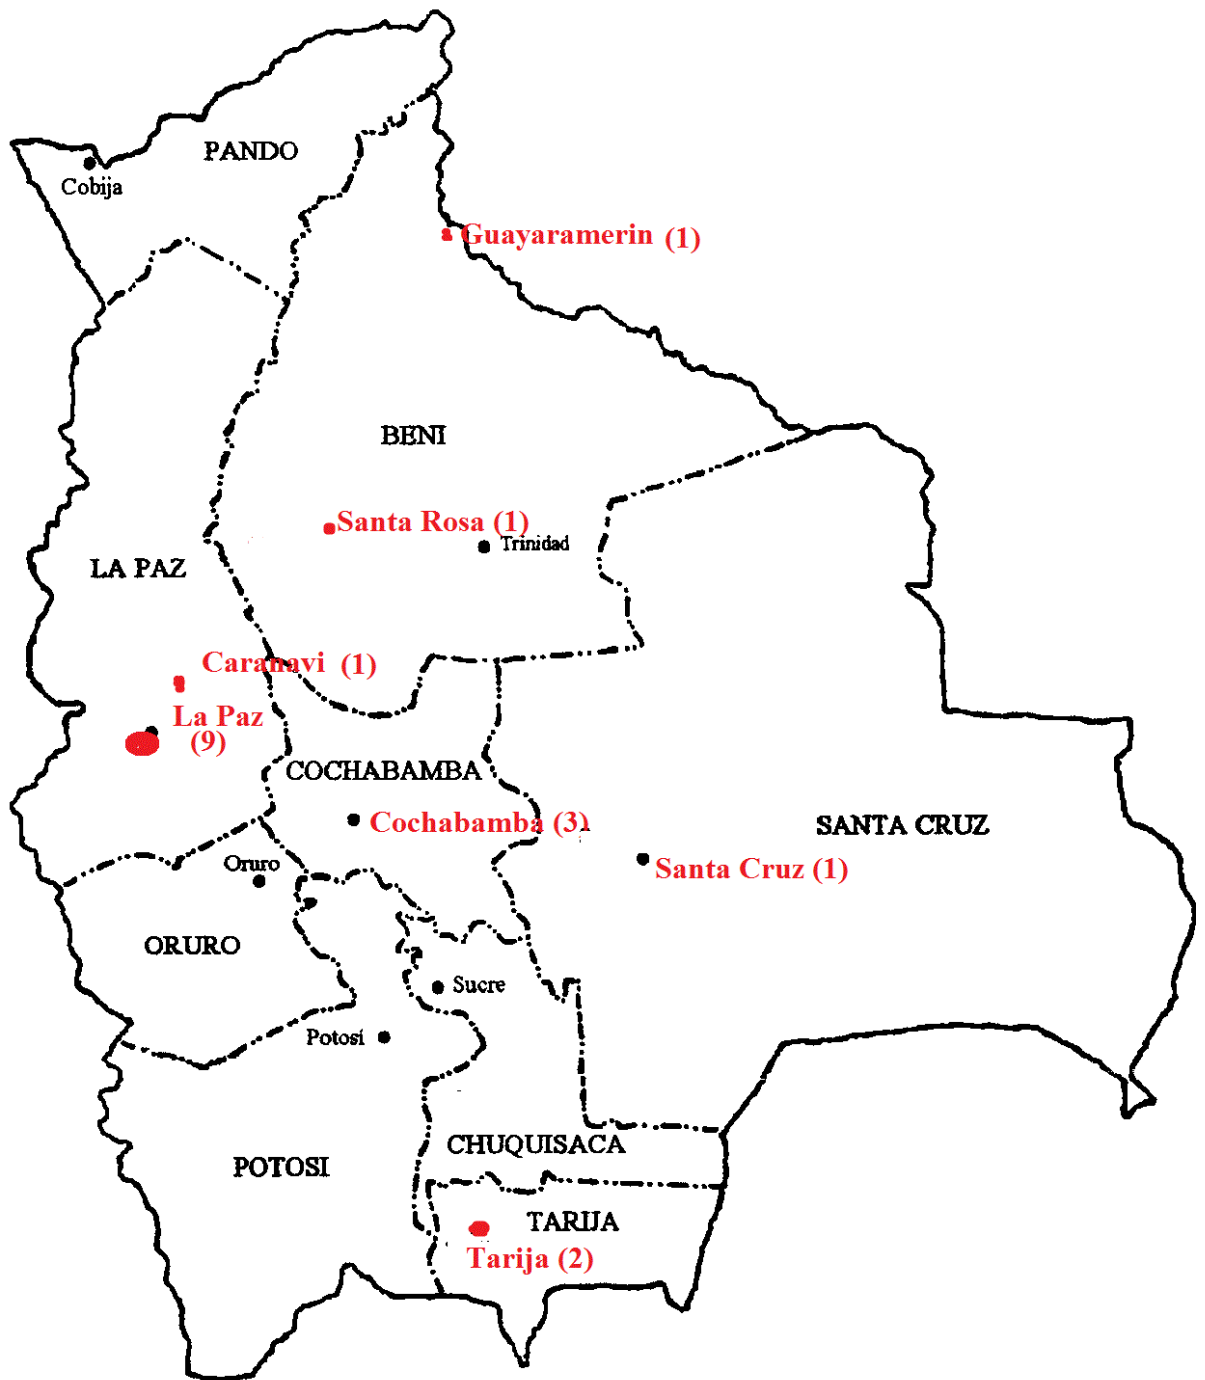 PANDO
Cobija
Guayaramerin (1)
BENI
Santa Rosa (1)
Trinidad
LA PAZ
Caranavi (1)
La Paz
(9)
COCHABAMBA
Cochabamba (3)
SANTA CRUZ
Santa Cruz (1)
Oruro
ORURO
Sucre
Potosí
CHUQUISACA
POTOSI
TARIJA
Tarija (2)